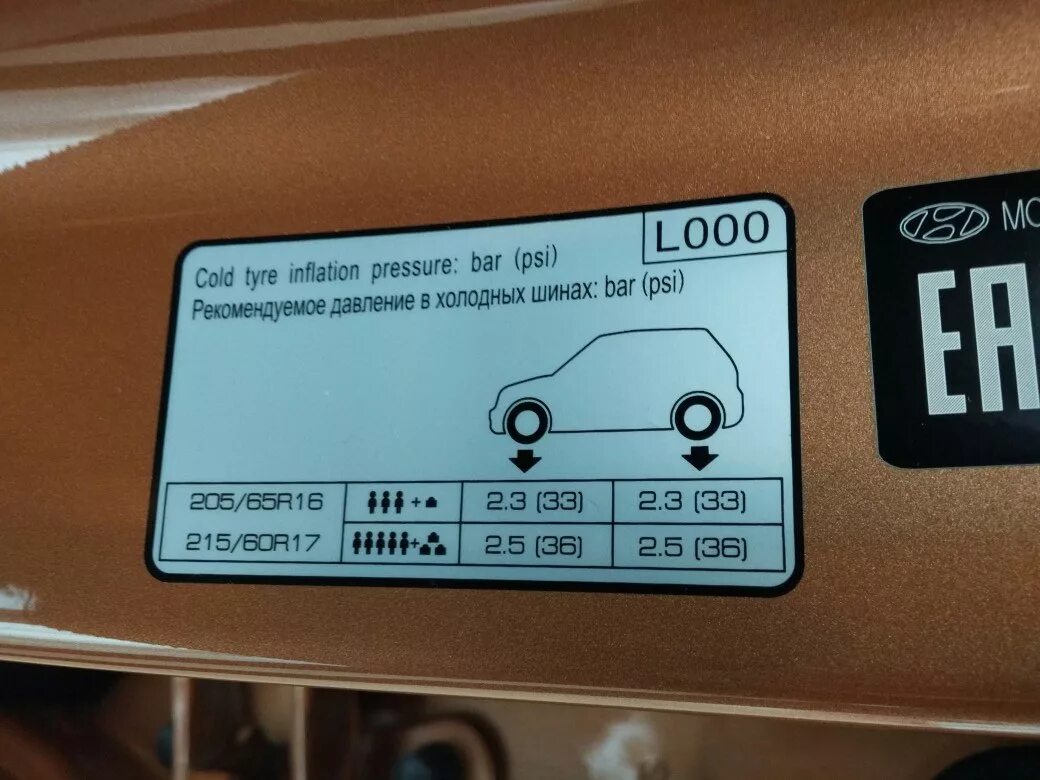 L000
Cold tyre inflation pressure: bar (psi)
Рекомендуемое давление в холодных шинах: bar (psi)
205/65R16 + 2.3 (33) 2.3 (33)
215/60R17 + 2.5 (36) 2.5 (36)
EA